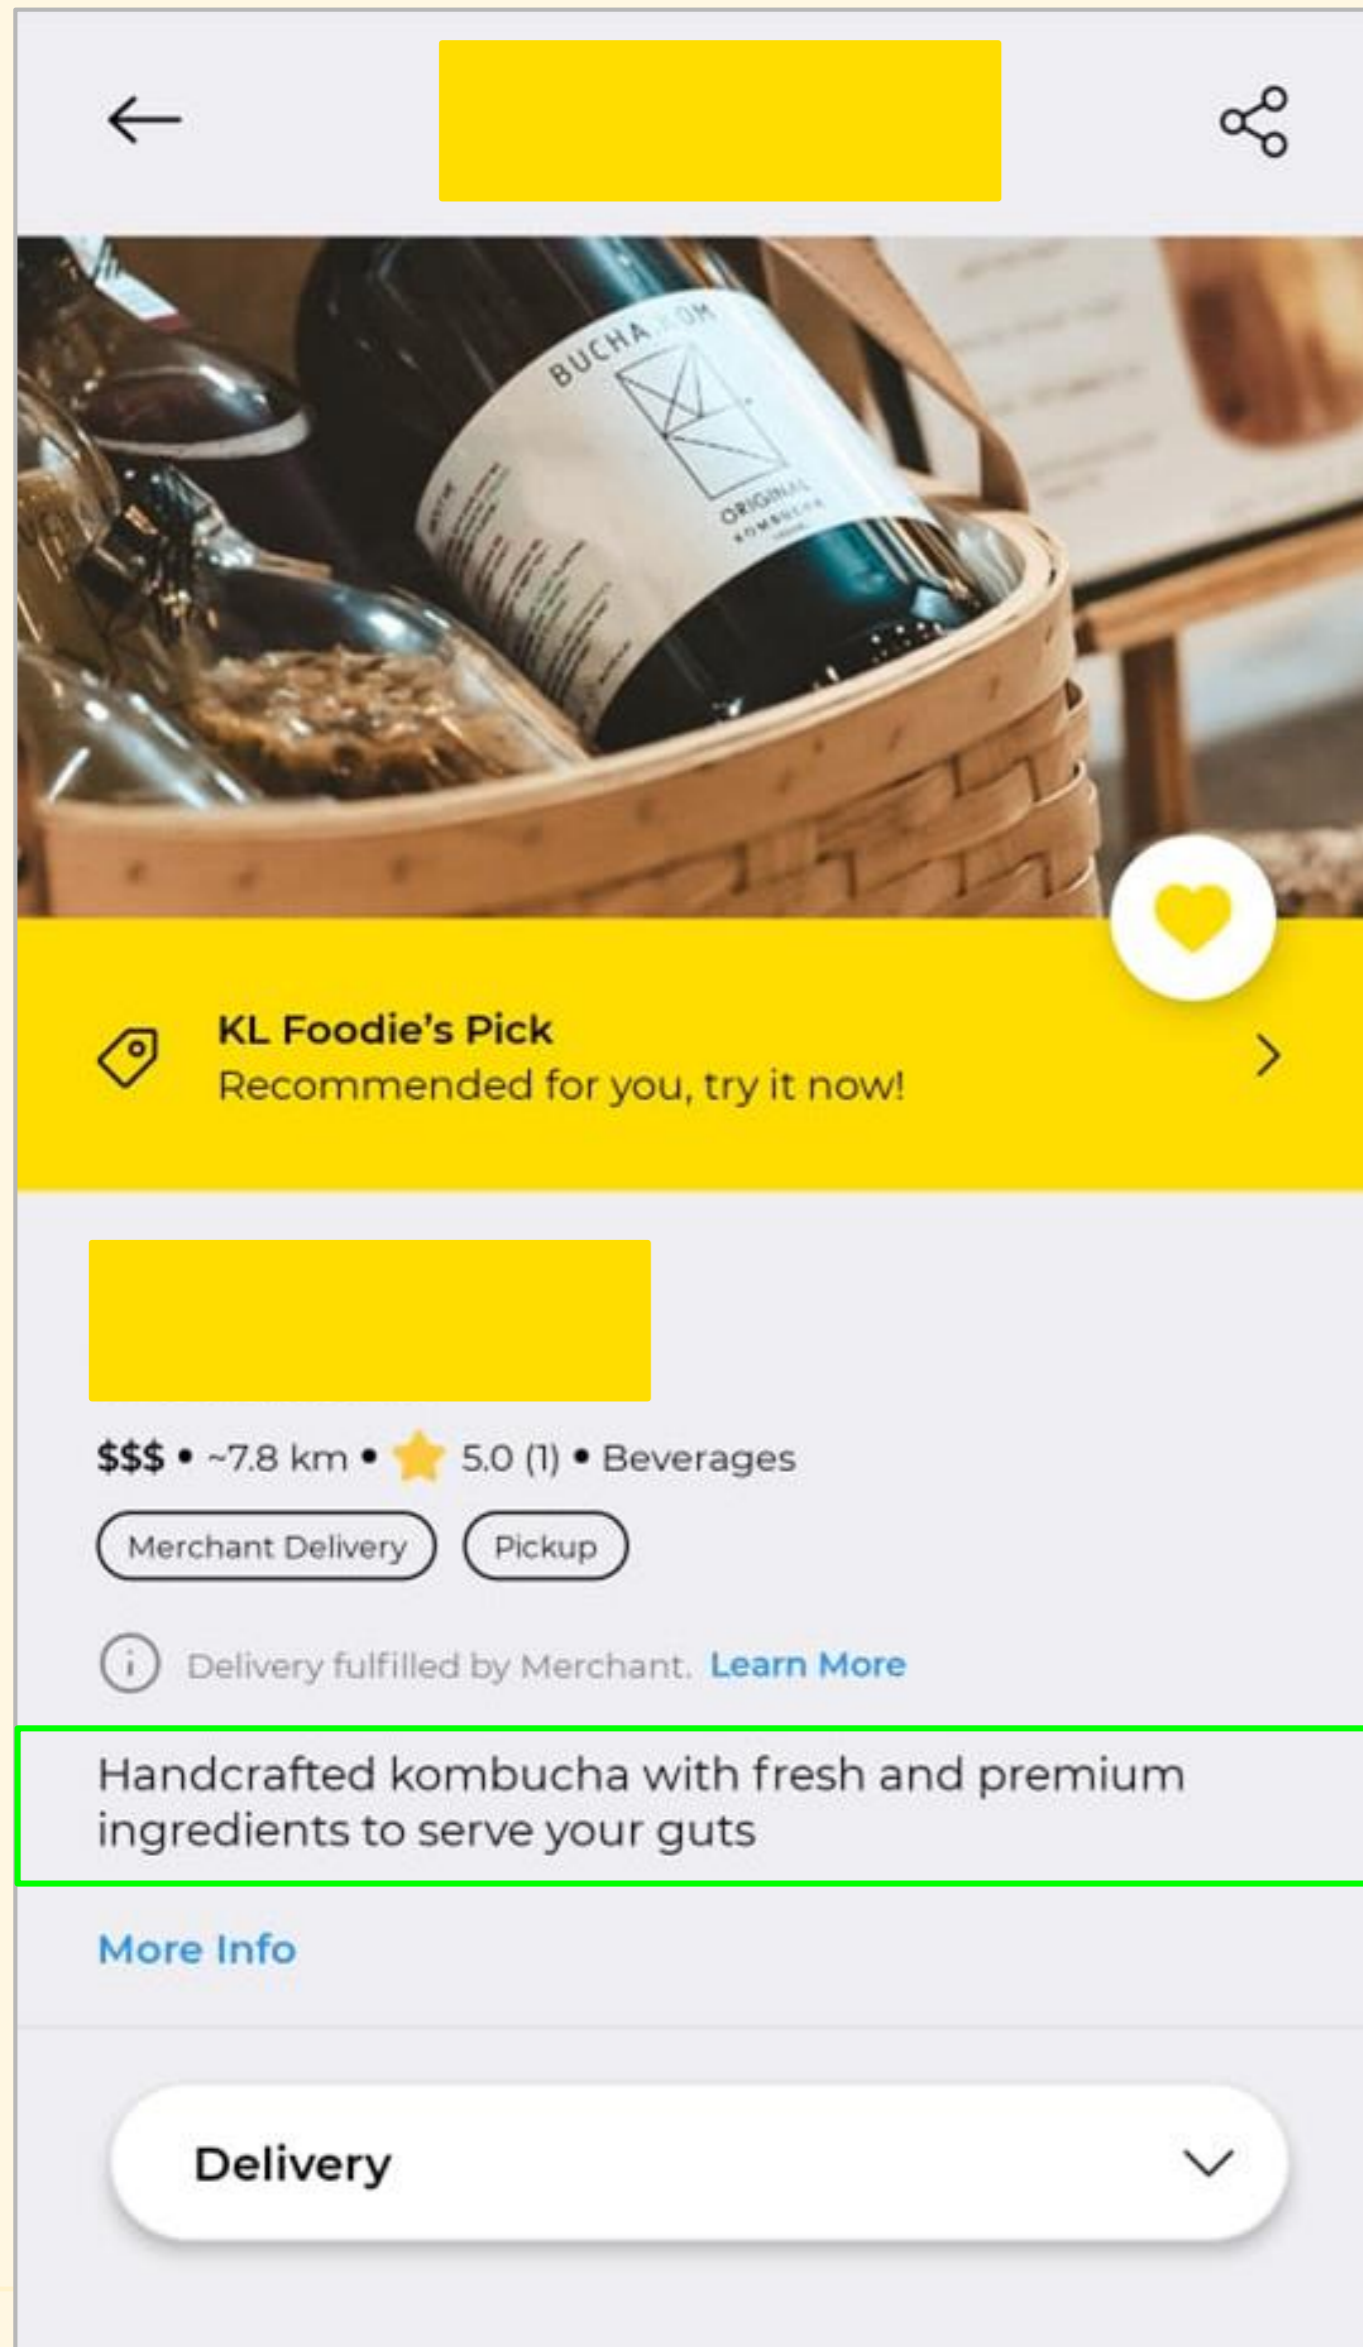 BUCHA OM
ORIGINAL
KOMBUCHA
KL Foodie's Pick
Recommended for you, try it now!
$$$ • ~7.8 km • 5.0 (1) • Beverages
Merchant Delivery Pickup
Delivery fulfilled by Merchant. Learn More
Handcrafted kombucha with fresh and premium
ingredients to serve your guts
More Info
Delivery